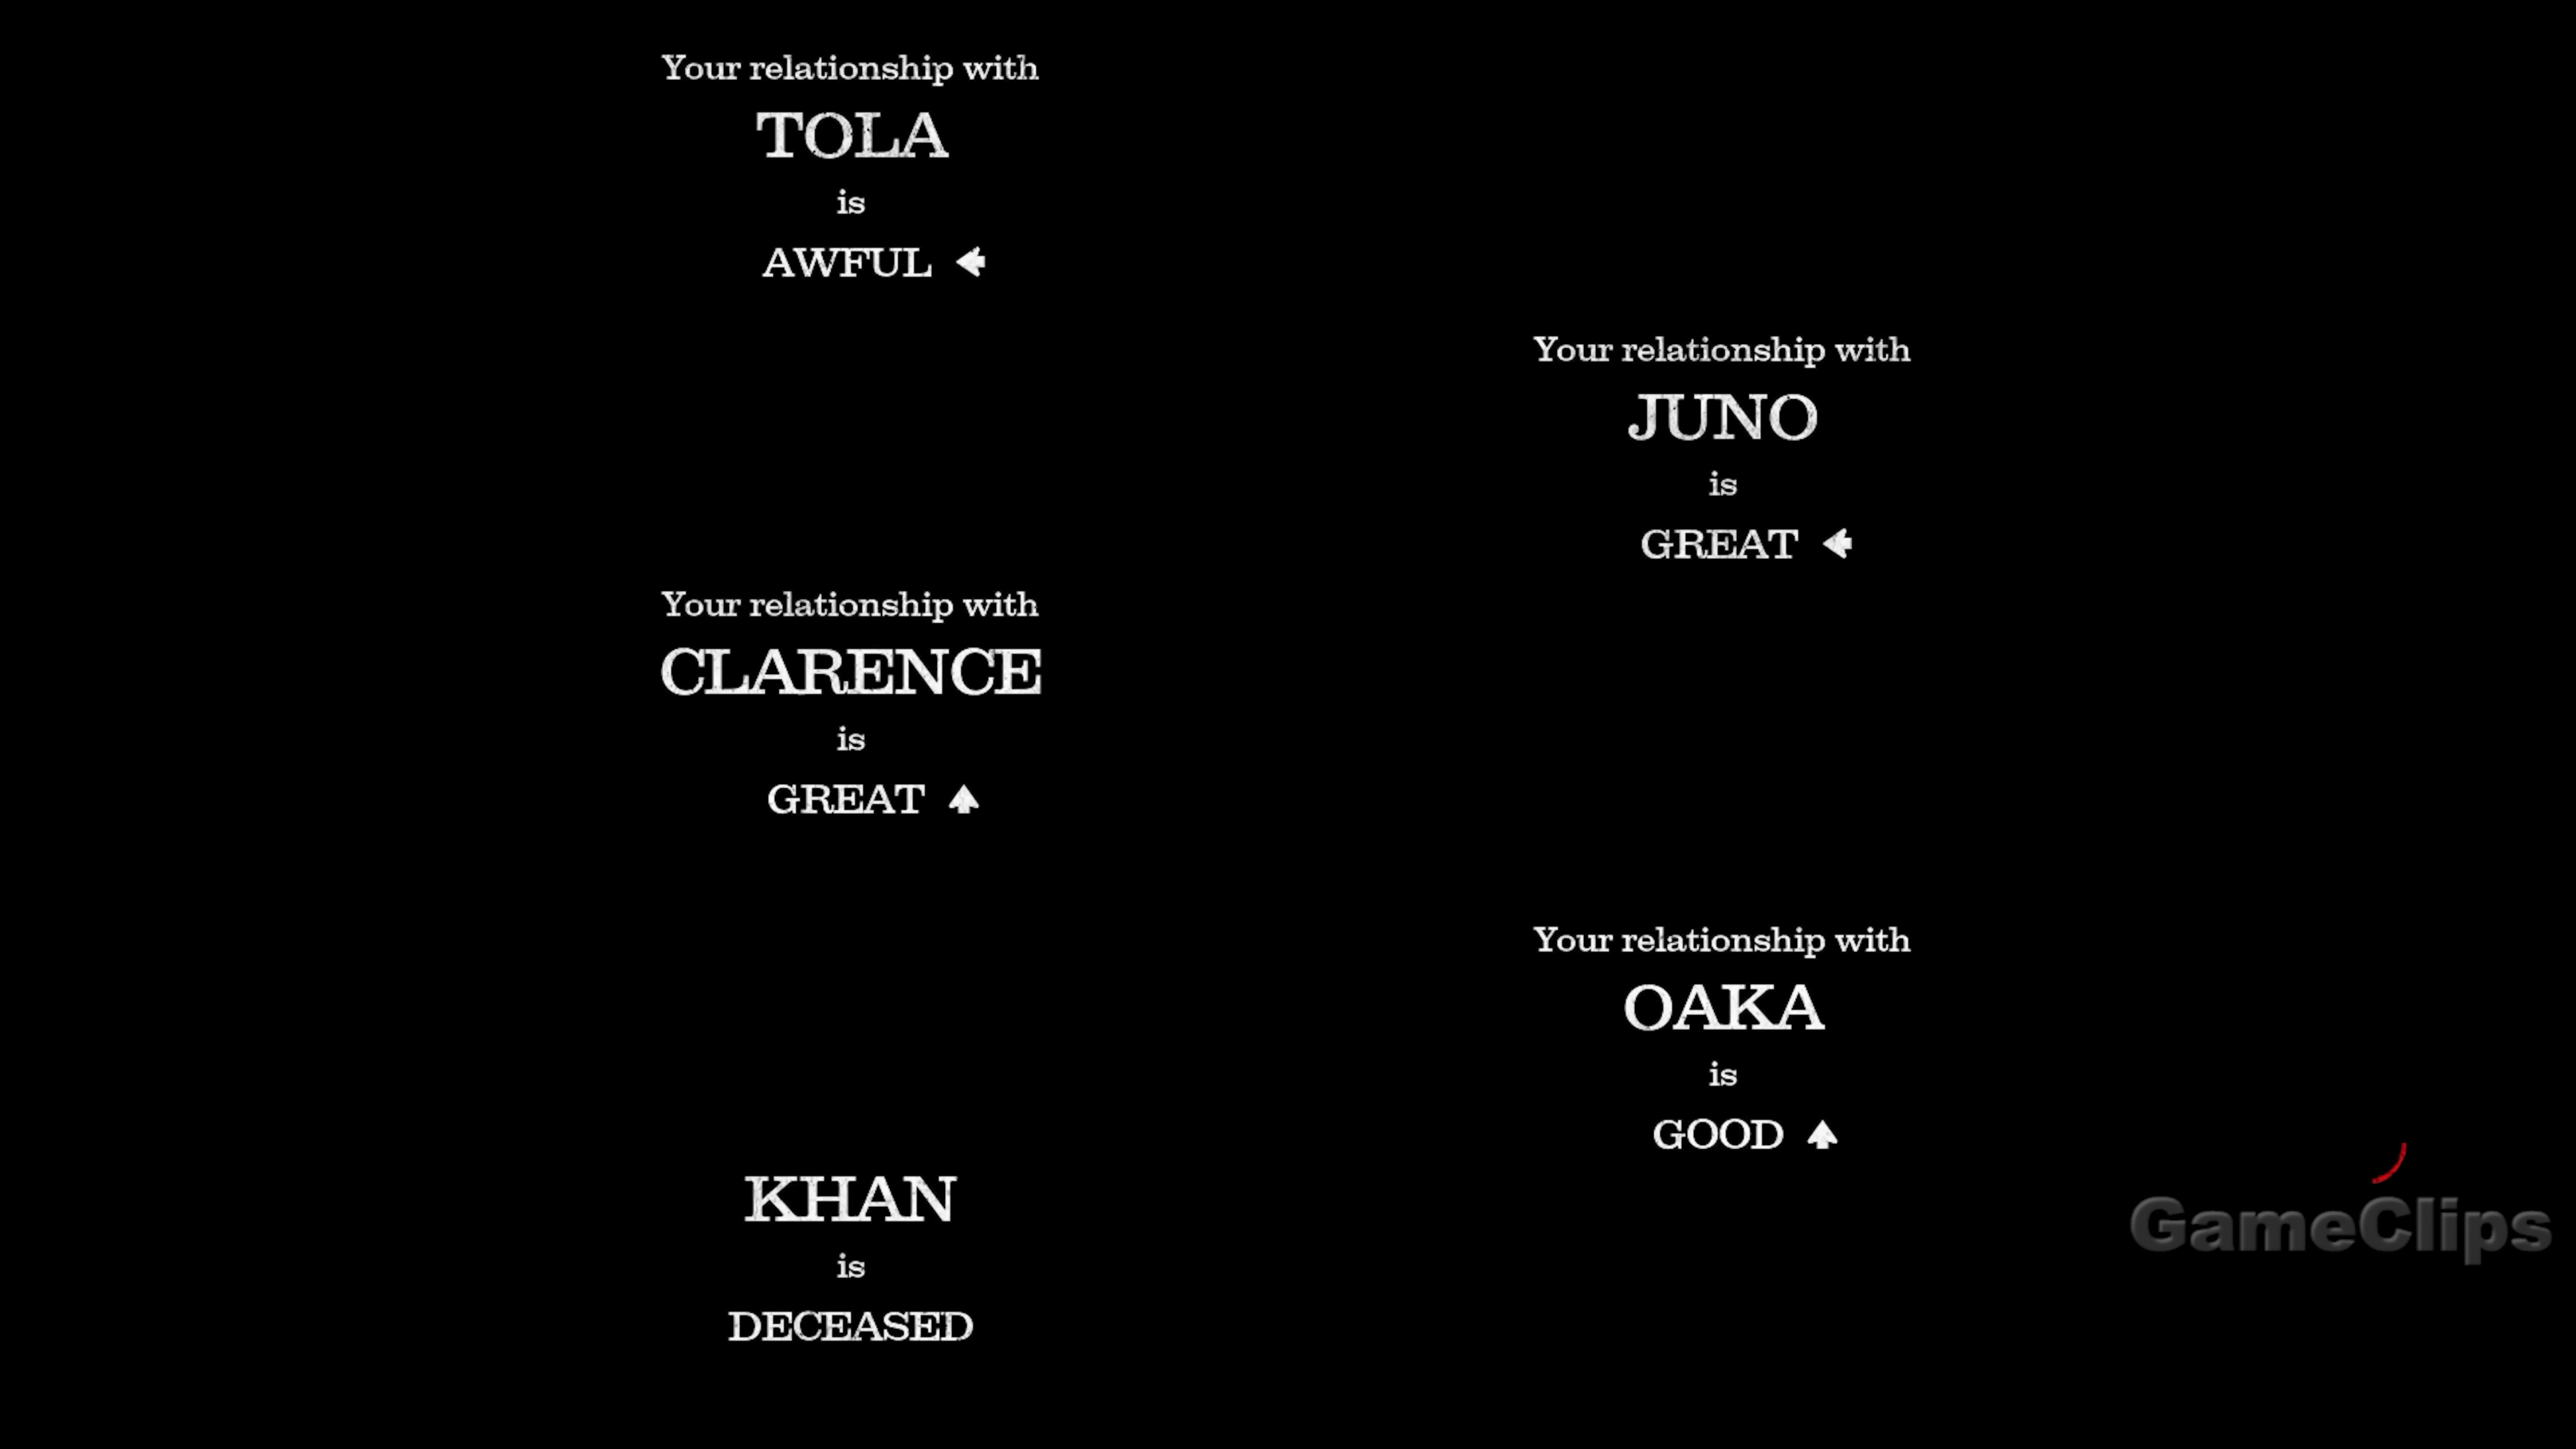 Your relationship with
TOLA
is
AWFUL
Your relationship with
JUNO
is
GREAT
Your relationship with
CLARENCE
is
GREAT
Your relationship with
OAKA
is
GOOD
KHAN
is
DECEASED
GameClips